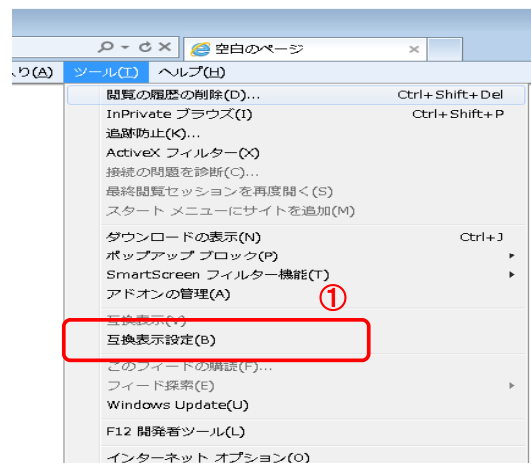 空白のページ
入り(A) ツール(T) ヘルプ(H)
閲覧の履歴の削除(D)... Ctrl+Shift+Del
InPrivate ブラウズ(I) Ctrl+Shift+P
追跡防止(K)...
ActiveX フィルター(X)
接続の問題を診断(C)...
最終閲覧セッションを再度開く(S)
スタート メニューにサイトを追加(M)
ダウンロードの表示(N) Ctrl+J
ポップアップ ブロック(P)
SmartScreen フィルター機能(T)
アドオンの管理(A)
①
互換表示(V)
互換表示設定(B)
このフィードの購読(F)...
フィード探索(E)
Windows Update(U)
F12 開発者ツール(L)
インターネット オプション(O)